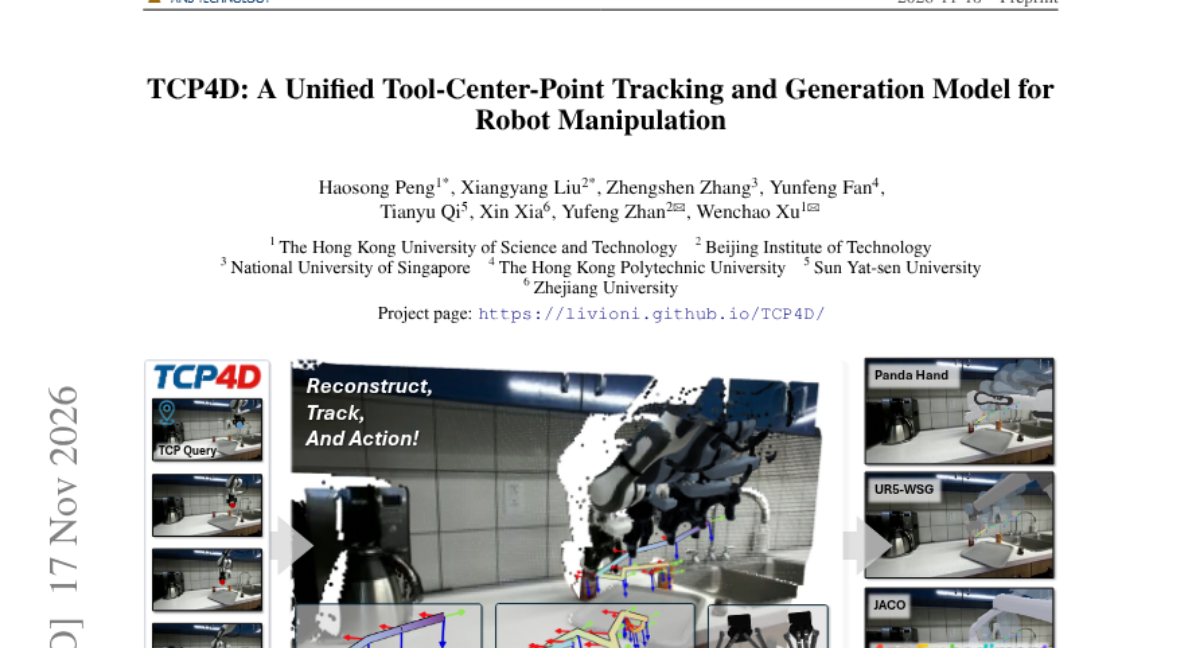 TCP4D: A Unified Tool-Center-Point Tracking and Generation Model for
Robot Manipulation
Haosong Peng1*, Xiangyang Liu2*, Zhengshen Zhang3, Yunfeng Fan4,
Tianyu Qi5, Xin Xia6, Yufeng Zhan2✉, Wenchao Xu1✉
1 The Hong Kong University of Science and Technology 2 Beijing Institute of Technology
3 National University of Singapore 4 The Hong Kong Polytechnic University 5 Sun Yat-sen University
6 Zhejiang University
Project page: https://livioni.github.io/TCP4D/
TCP4D
TCP Query
Reconstruct,
Track,
And Action!
Panda Hand
UR5-WSG
JACO
17 Nov 2026